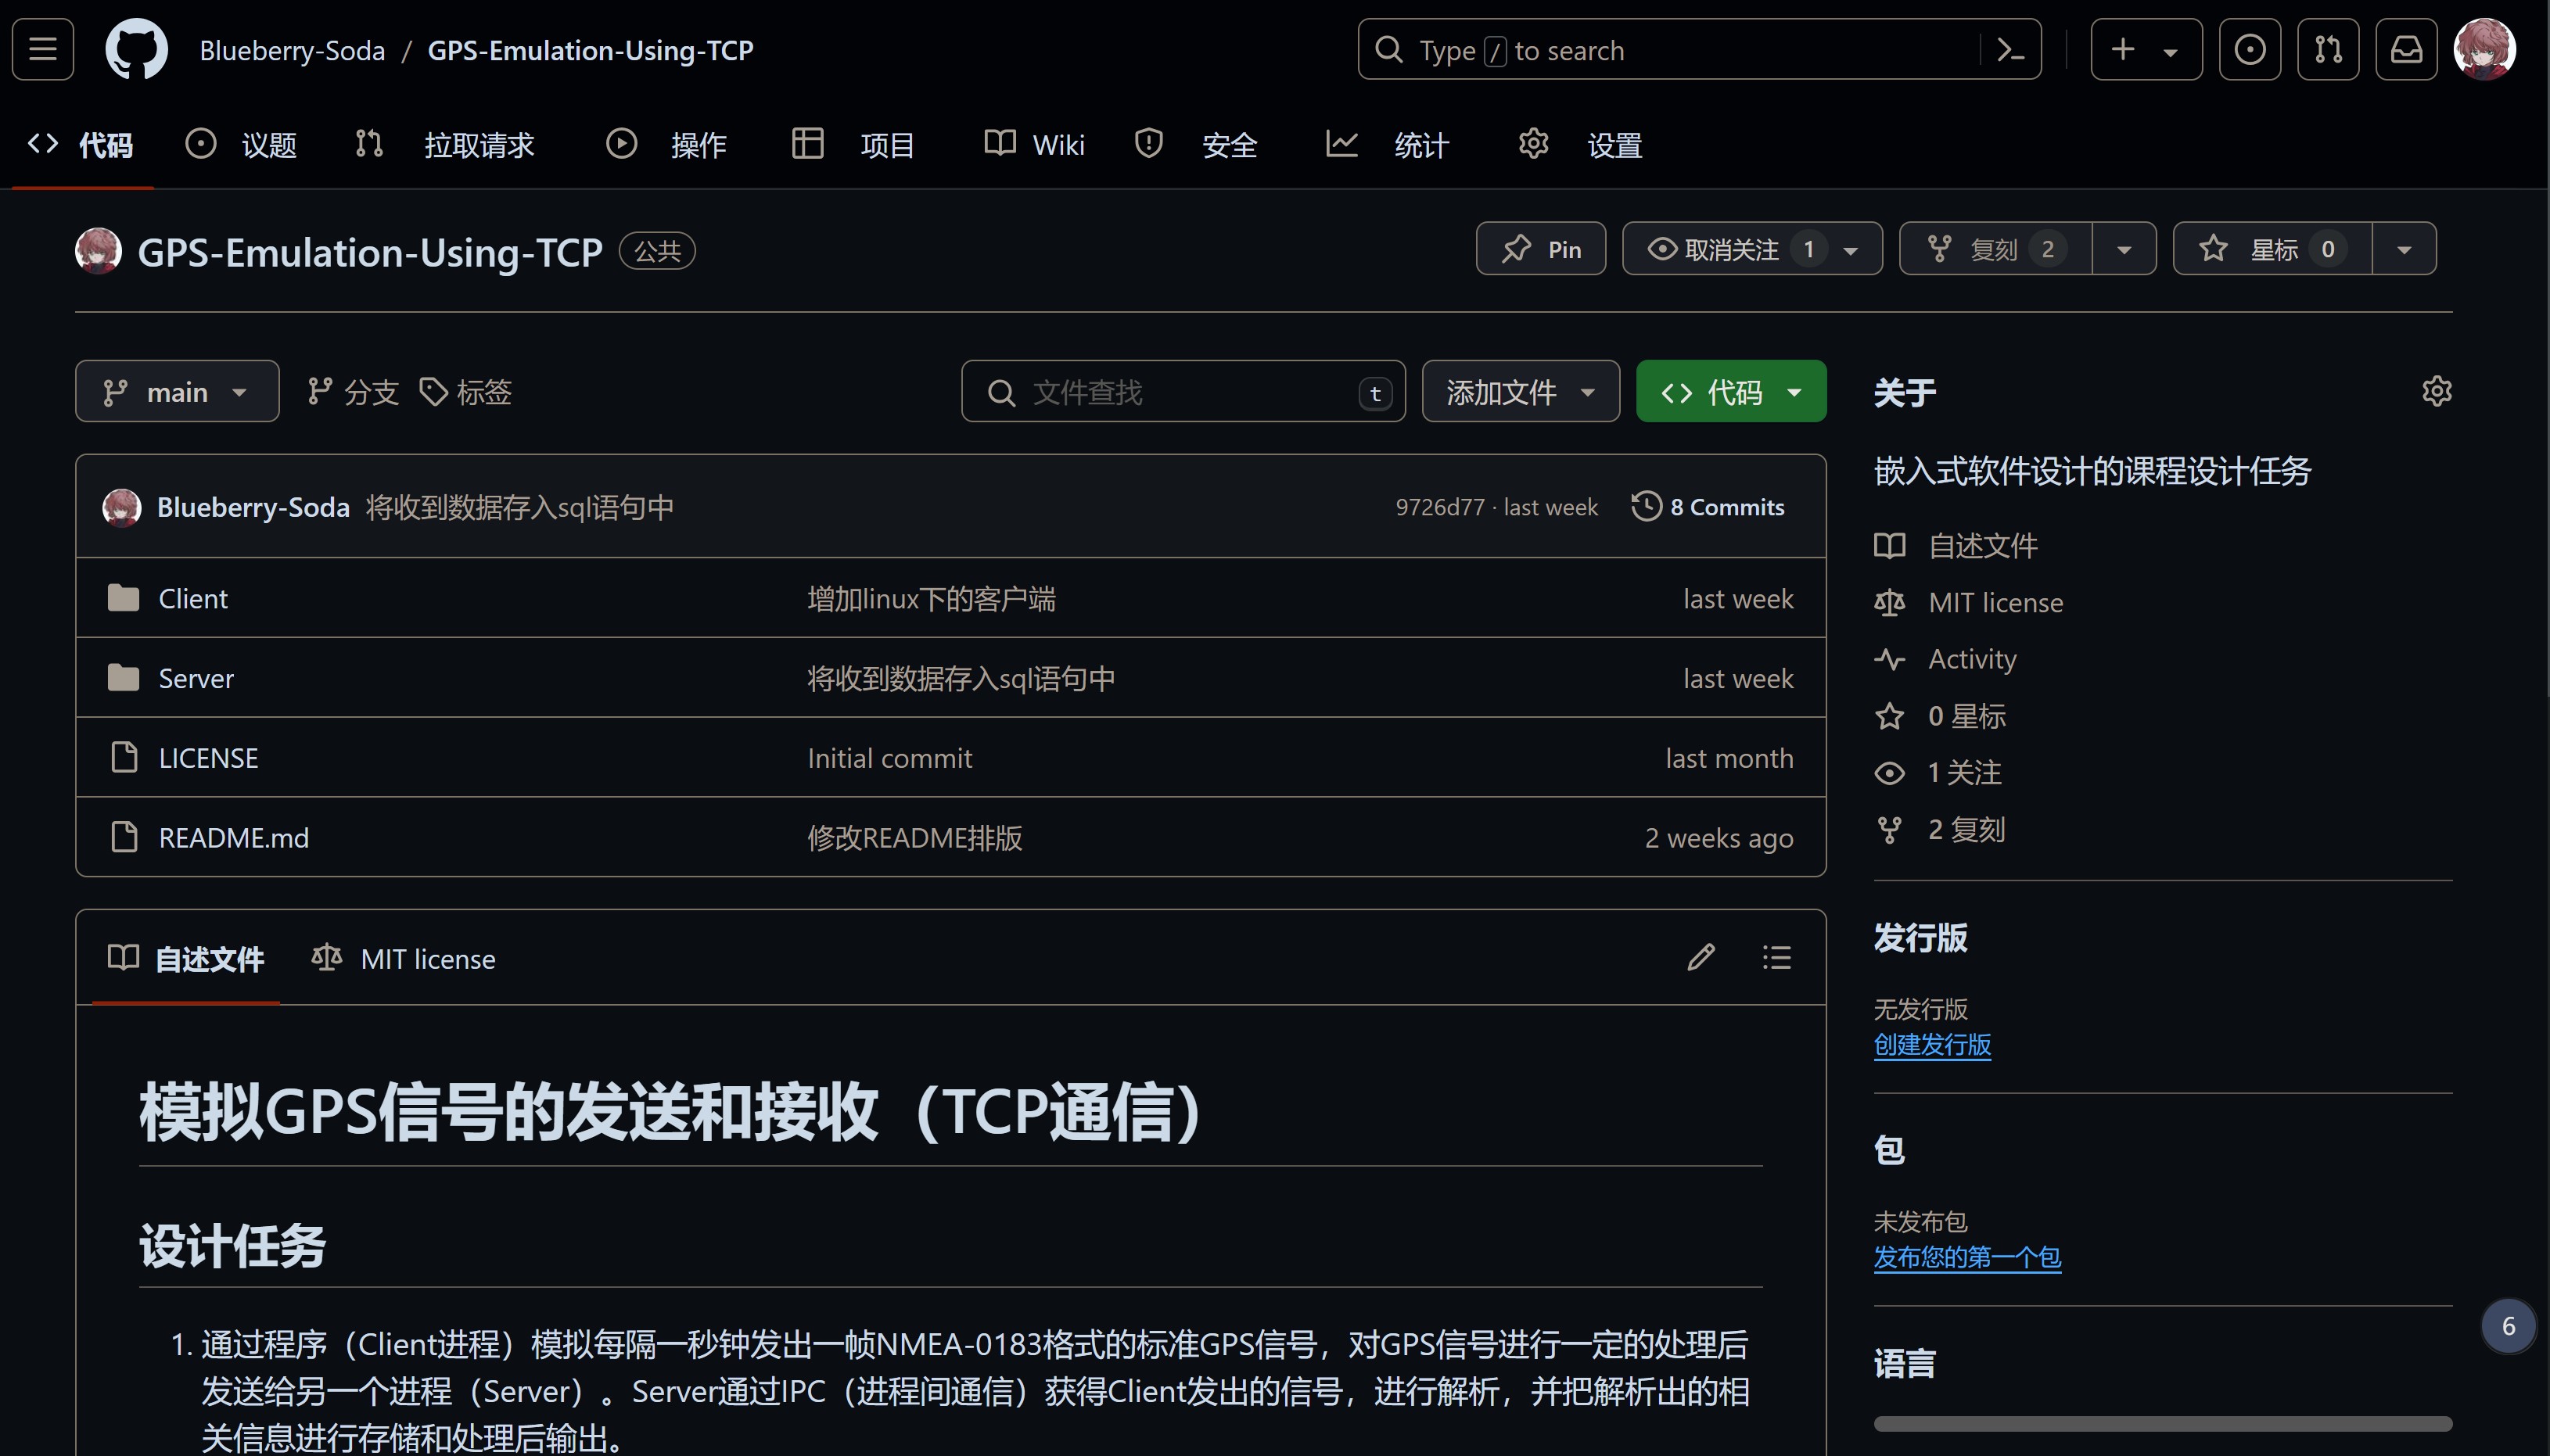 Blueberry-Soda / GPS-Emulation-Using-TCP
Type / to search
代码 议题 拉取请求 操作 项目 Wiki 安全 统计 设置
GPS-Emulation-Using-TCP 公共
Pin 取消关注 1 复刻 2 星标 0
main 分支 标签 文件查找 t 添加文件 代码
Blueberry-Soda 将收到数据存入sql语句中 9726d77 · last week 8 Commits
Client 增加linux下的客户端 last week
Server 将收到数据存入sql语句中 last week
LICENSE Initial commit last month
README.md 修改README排版 2 weeks ago
自述文件 MIT license
模拟GPS信号的发送和接收（TCP通信）
设计任务
1. 通过程序（Client进程）模拟每隔一秒钟发出一帧NMEA-0183格式的标准GPS信号，对GPS信号进行一定的处理后
发送给另一个进程（Server）。Server通过IPC（进程间通信）获得Client发出的信号，进行解析，并把解析出的相
关信息进行存储和处理后输出。
关于
嵌入式软件设计的课程设计任务
自述文件
MIT license
Activity
0 星标
1 关注
2 复刻
发行版
无发行版
创建发行版
包
未发布包
发布您的第一个包
语言
6